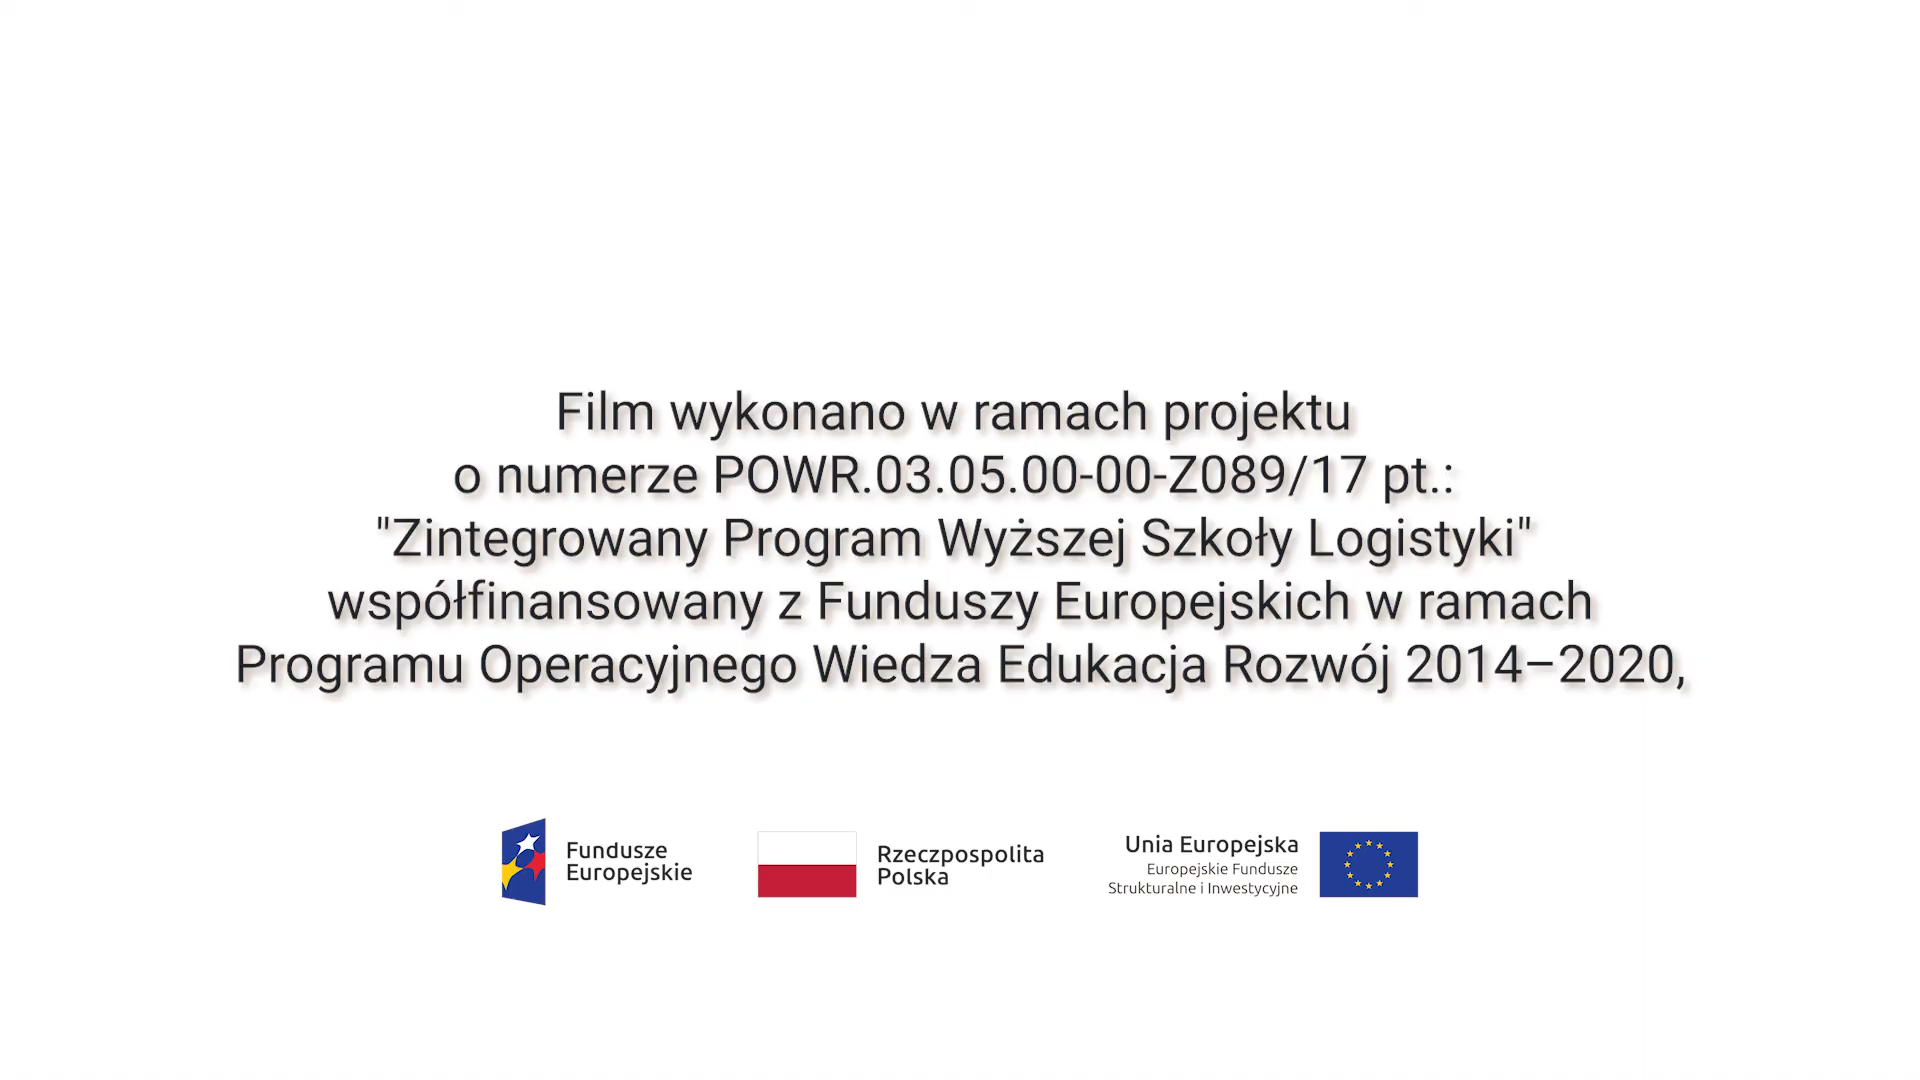 Film wykonano w ramach projektu
o numerze POWR.03.05.00-00-Z089/17 pt.:
"Zintegrowany Program Wyższej Szkoły Logistyki"
współfinansowany z Funduszy Europejskich w ramach
Programu Operacyjnego Wiedza Edukacja Rozwój 2014–2020,
Fundusze
Europejskie
Rzeczpospolita
Polska
Unia Europejska
Europejskie Fundusze
Strukturalne i Inwestycyjne